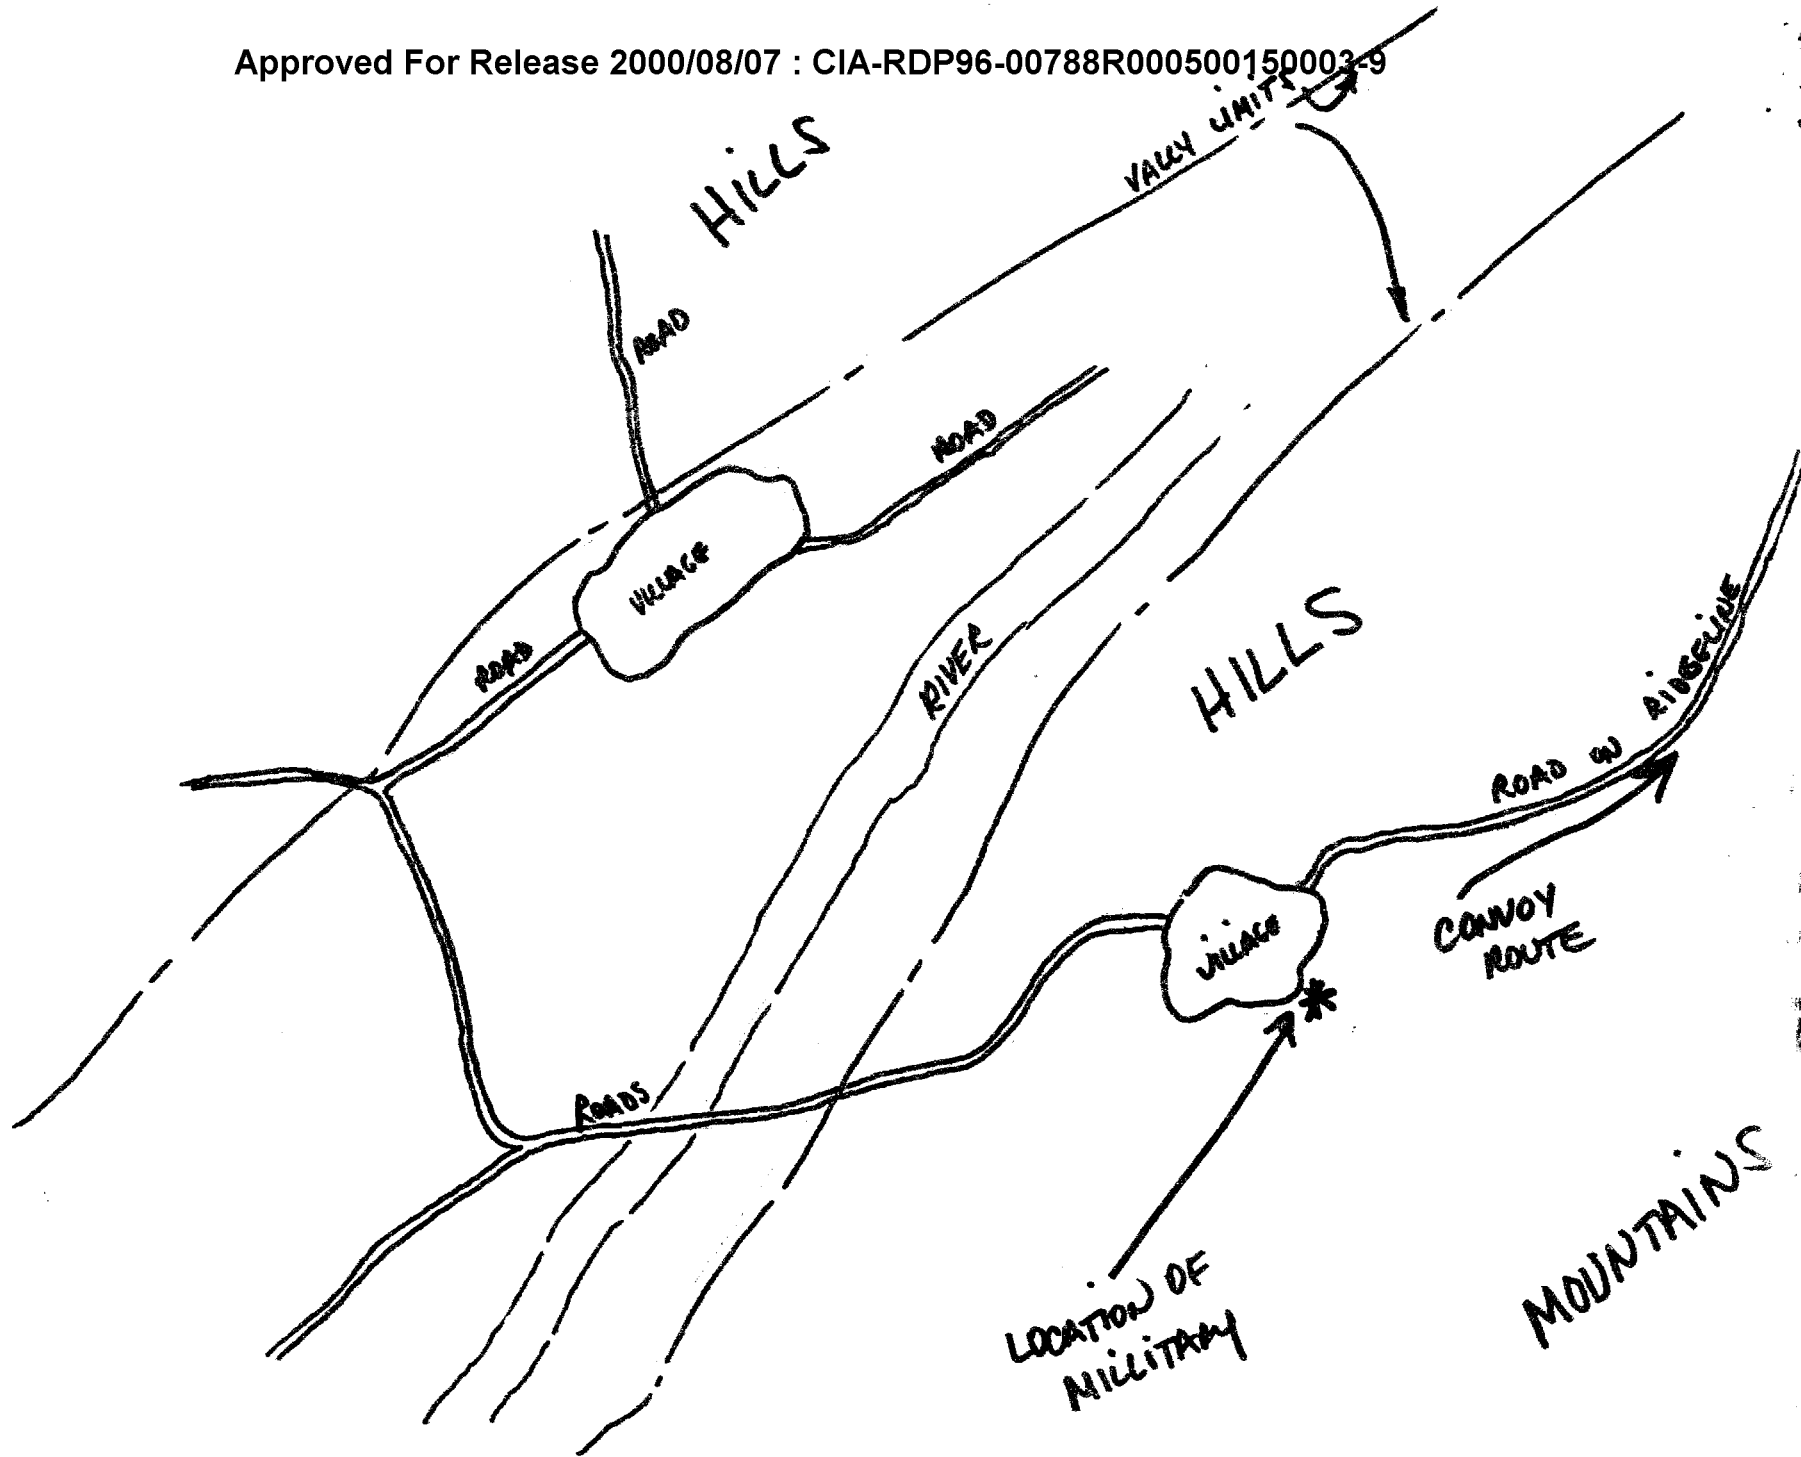 Approved For Release 2000/08/07 : CIA-RDP96-00788R000500150003-9
HILLS
VALLY LIMITS
ROAD
ROAD
VILLAGE
ROAD
RIVER
HILLS
ROAD ON RIDGELINE
CONVOY
ROUTE
VILLAGE
ROADS
LOCATION OF
MILLITARY
MOUNTAINS